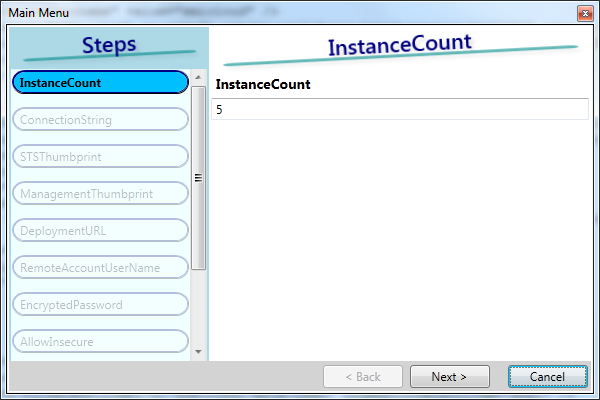 Main Menu
Steps
InstanceCount
InstanceCount
ConnectionString
STSThumbprint
ManagementThumbprint
DeploymentURL
RemoteAccountUserName
EncryptedPassword
AllowInsecure
InstanceCount
5
< Back
Next >
Cancel